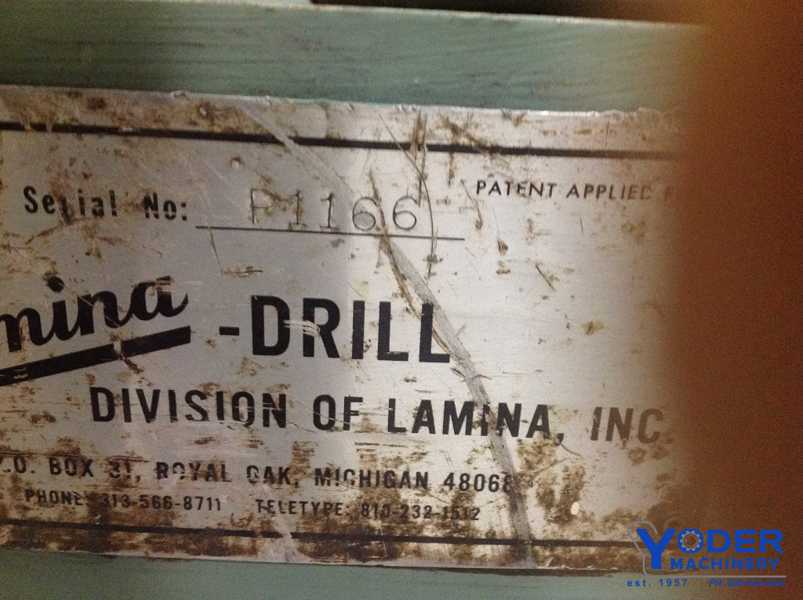 Serial No: P1166
PATENT APPLIED
mina -DRILL
DIVISION OF LAMINA, INC.
P.O. BOX 31, ROYAL OAK, MICHIGAN 48068
PHONE: 313-566-8711 TELETYPE: 810-232-1512
YODER
MACHINERY
est. 1957